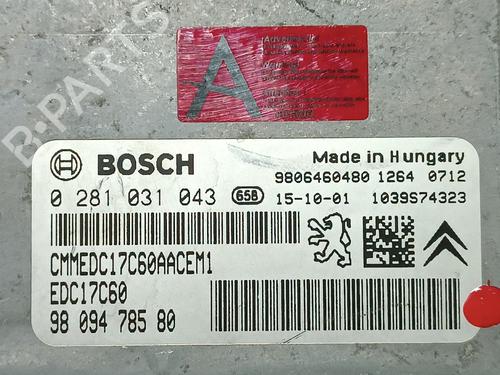 A
BOSCH
Made in Hungary
9806460480 1264 0712
0 281 031 043 65B 15-10-01 1039S74323
CMMEDC17C60AACEM1
EDC17C60
98 094 785 80
R-PARTS